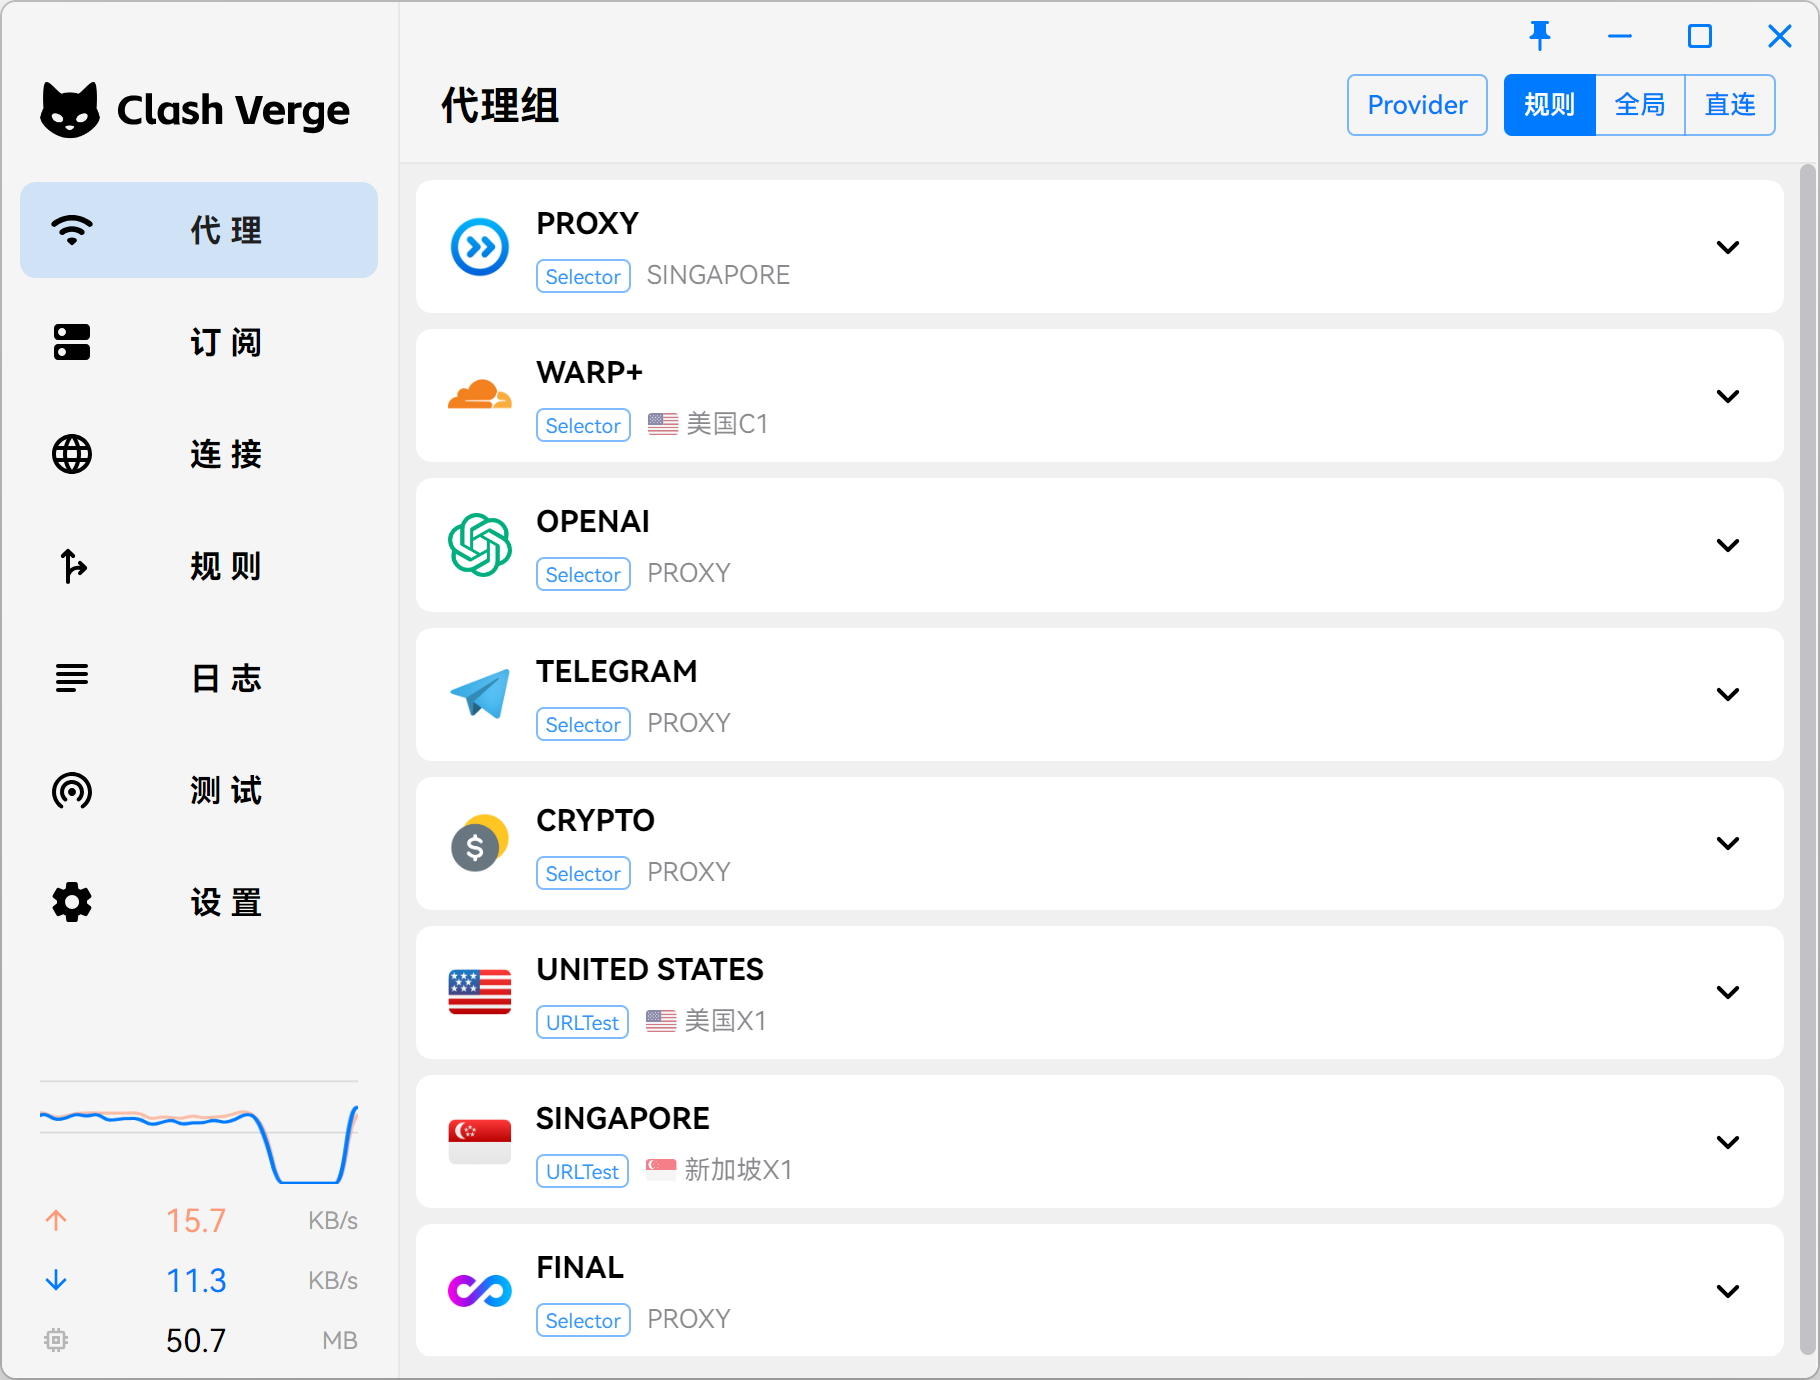 Clash Verge
代 理
订 阅
连 接
规 则
日 志
测 试
设 置
15.7 KB/s
11.3 KB/s
50.7 MB
代理组
Provider 规则 全局 直连
PROXY
Selector SINGAPORE
WARP+
Selector 美国C1
OPENAI
Selector PROXY
TELEGRAM
Selector PROXY
CRYPTO
$
Selector PROXY
UNITED STATES
URLTest 美国X1
SINGAPORE
URLTest 新加坡X1
FINAL
Selector PROXY